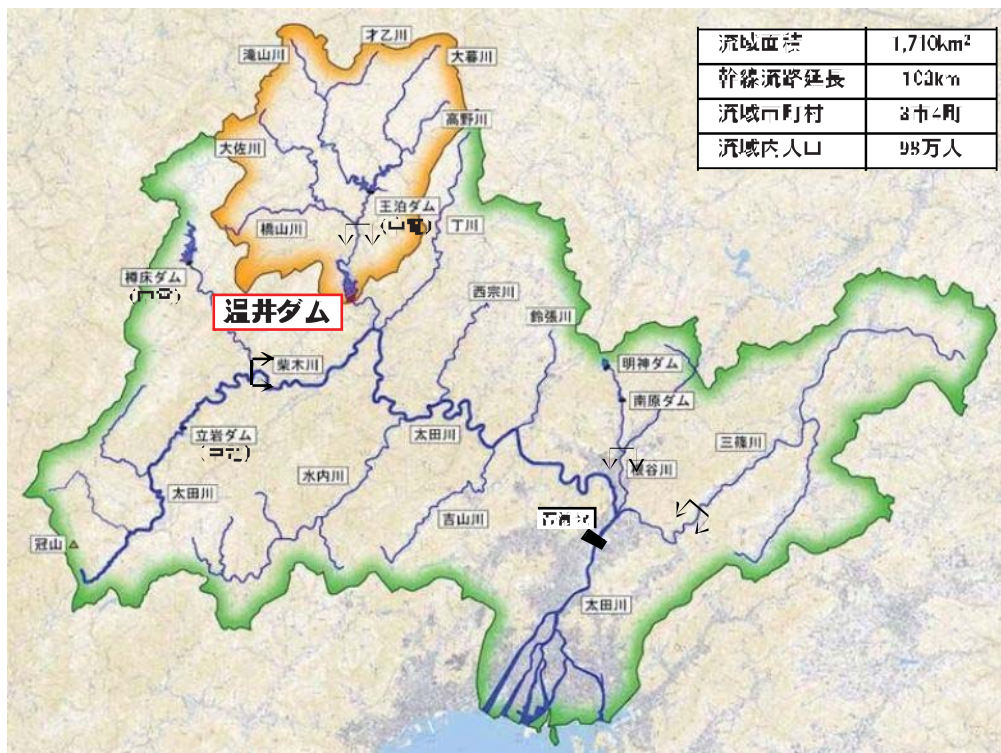 流域面積 1,710km²
幹線流路延長 103km
流域市町村 3市4町
流域内人口 98万人
才乙川
滝山川
大暮川
高野川
大佐川
王泊ダム
橋山川
丁川
樽床ダム
温井ダム
西宗川
鈴張川
柴木川
明神ダム
南原ダム
立岩ダム
太田川
三篠川
水内川
根谷川
太田川
吉山川
冠山
太田川